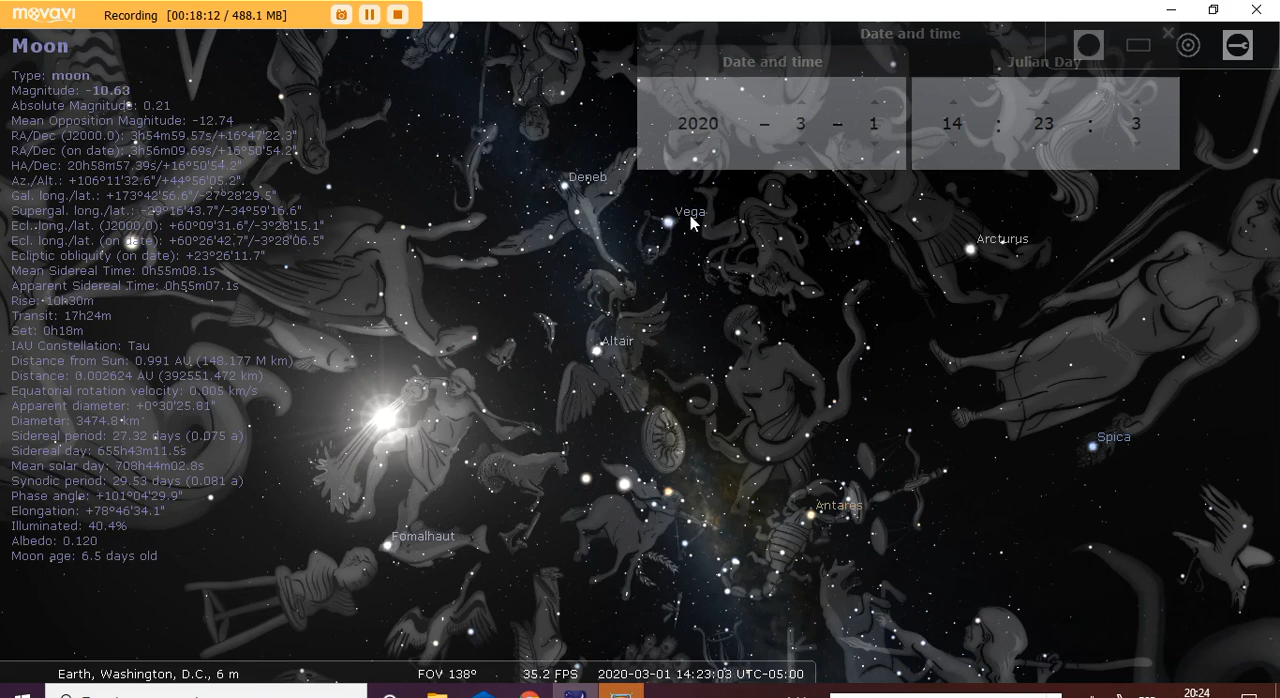 movavi
Recording [00:18:12 / 488.1 MB]
Moon
Type: moon
Magnitude: -10.63
Absolute Magnitude: 0.21
Mean Opposition Magnitude: -12.74
RA/Dec (J2000.0): 3h54m59.57s/+16°47'22.3"
RA/Dec (on date): 3h56m09.69s/+16°50'54.2"
HA/Dec: 20h58m57.39s/+16°50'54.2"
Az./Alt.: +106°11'32.6"/+44°56'05.2"
Gal. long./lat.: +173°42'56.6"/-27°28'29.5"
Supergal. long./lat.: -29°16'43.7"/-34°59'16.6"
Ecl. long./lat. (J2000.0): +60°09'31.6"/-3°28'15.1"
Ecl. long./lat. (on date): +60°26'42.7"/-3°28'06.5"
Ecliptic obliquity (on date): +23°26'11.7"
Mean Sidereal Time: 0h55m08.1s
Apparent Sidereal Time: 0h55m07.1s
Rise: 10h30m
Transit: 17h24m
Set: 0h18m
IAU Constellation: Tau
Distance from Sun: 0.991 AU (148.177 M km)
Distance: 0.002624 AU (392551.472 km)
Equatorial rotation velocity: 0.005 km/s
Apparent diameter: +0°30'25.81"
Diameter: 3474.8 km
Sidereal period: 27.32 days (0.075 a)
Sidereal day: 655h43m11.5s
Mean solar day: 708h44m02.8s
Synodic period: 29.53 days (0.081 a)
Phase angle: +101°04'29.9"
Elongation: +78°46'34.1"
Illuminated: 40.4%
Albedo: 0.120
Moon age: 6.5 days old
Date and time
Date and time Julian Day
2020 - 3 - 1 14 : 23 : 3
Deneb
Vega
Arcturus
Altair
Spica
Antares
Fomalhaut
Earth, Washington, D.C., 6 m FOV 138° 35.2 FPS 2020-03-01 14:23:03 UTC-05:00
20:24